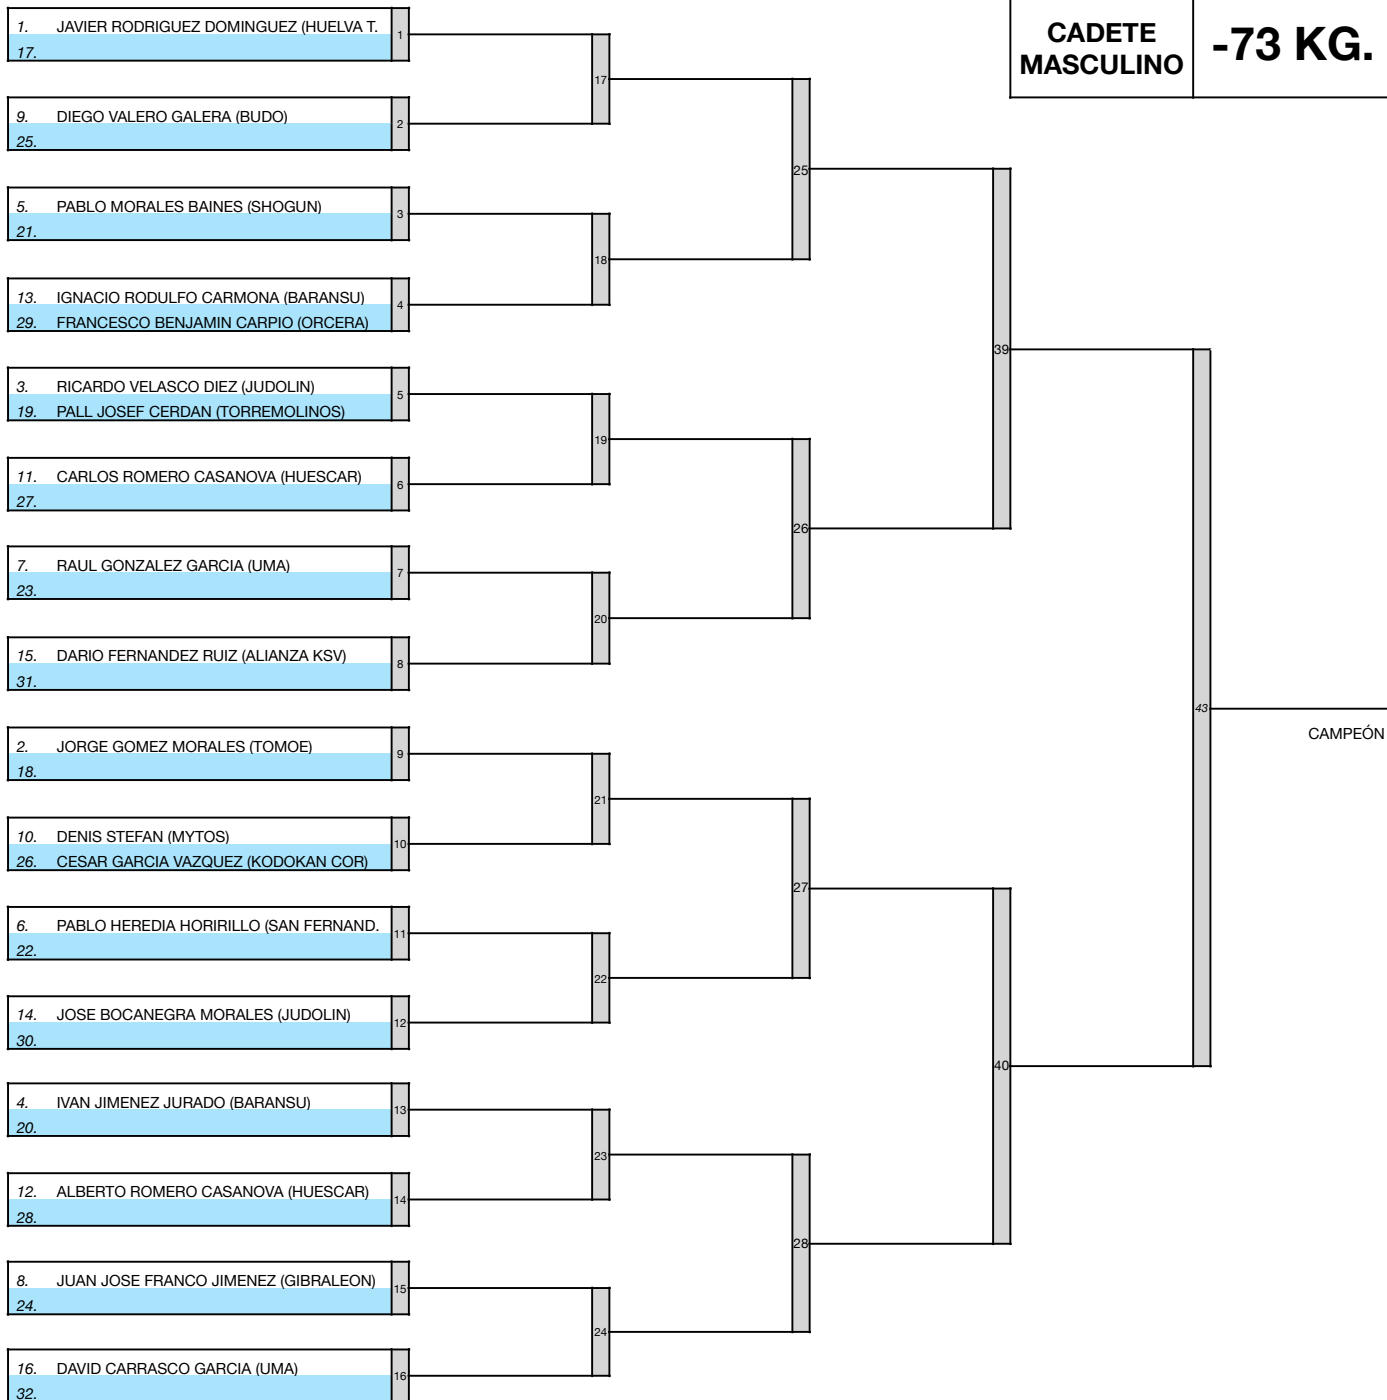 CADETE
MASCULINO
-73 KG.
1. JAVIER RODRIGUEZ DOMINGUEZ (HUELVA T.
17.
1
9. DIEGO VALERO GALERA (BUDO)
25.
2
17
5. PABLO MORALES BAINES (SHOGUN)
21.
3
13. IGNACIO RODULFO CARMONA (BARANSU)
29. FRANCESCO BENJAMIN CARPIO (ORCERA)
4
18
25
3. RICARDO VELASCO DIEZ (JUDOLIN)
19. PALL JOSEF CERDAN (TORREMOLINOS)
5
11. CARLOS ROMERO CASANOVA (HUESCAR)
27.
6
19
7. RAUL GONZALEZ GARCIA (UMA)
23.
7
15. DARIO FERNANDEZ RUIZ (ALIANZA KSV)
31.
8
20
26
39
2. JORGE GOMEZ MORALES (TOMOE)
18.
9
10. DENIS STEFAN (MYTOS)
26. CESAR GARCIA VAZQUEZ (KODOKAN COR)
10
21
6. PABLO HEREDIA HORIRILLO (SAN FERNAND.
22.
11
14. JOSE BOCANEGRA MORALES (JUDOLIN)
30.
12
22
27
4. IVAN JIMENEZ JURADO (BARANSU)
20.
13
12. ALBERTO ROMERO CASANOVA (HUESCAR)
28.
14
23
8. JUAN JOSE FRANCO JIMENEZ (GIBRALEON)
24.
15
16. DAVID CARRASCO GARCIA (UMA)
32.
16
24
28
40
43
CAMPEÓN